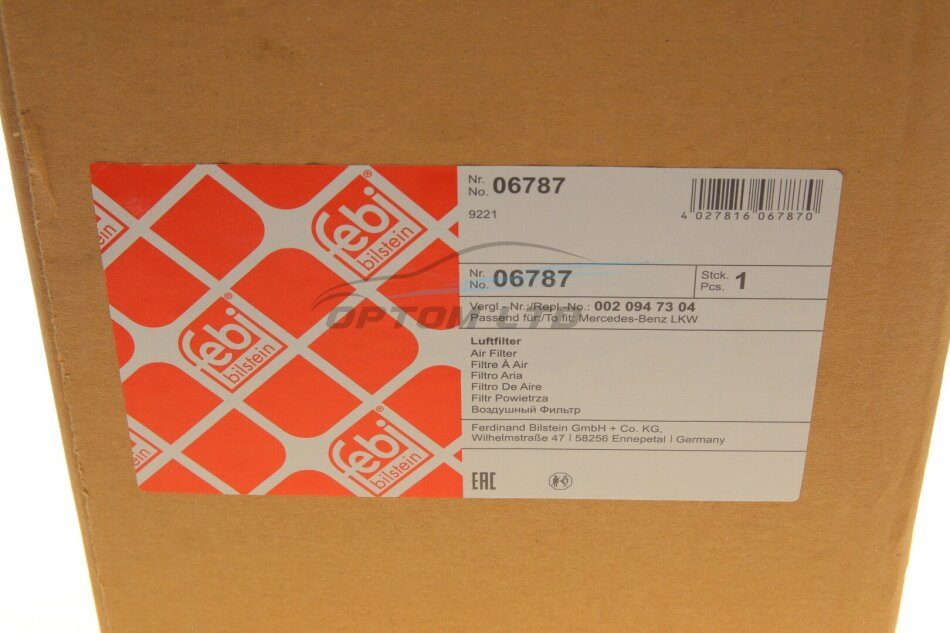 febi
bilstein
febi
bilstein
febi
bilstein
in
in
Nr.
No. 06787
9221
4 027816 067870
Nr.
No. 06787
Stck.
Pcs. 1
Vergl.-Nr.:/Repl.-No.: 002 094 73 04
Passend für:/To fit: Mercedes-Benz LKW
OPTOM LTD
Luftfilter
Air Filter
Filtre À Air
Filtro Aria
Filtro De Aire
Filtr Powietrza
Воздушный Фильтр
Ferdinand Bilstein GmbH + Co. KG,
Wilhelmstraße 47 | 58256 Ennepetal | Germany
EAC